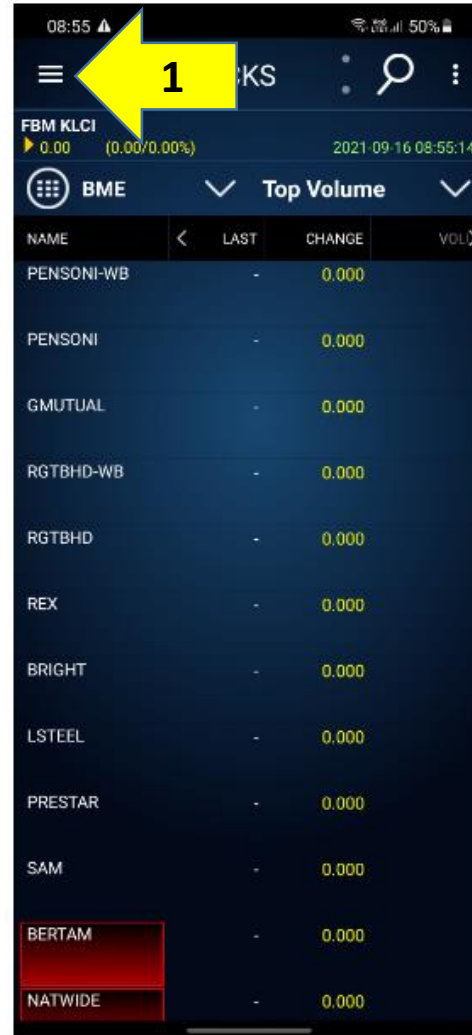 08:55 50%
1 CKS
FBM KLCI
0.00 (0.00/0.00%) 2021-09-16 08:55:14
BME Top Volume
NAME < LAST CHANGE VOL
PENSONI-WB - 0.000
PENSONI - 0.000
GMUTUAL - 0.000
RGTBHD-WB - 0.000
RGTBHD - 0.000
REX - 0.000
BRIGHT - 0.000
LSTEEL - 0.000
PRESTAR - 0.000
SAM - 0.000
BERTAM - 0.000
NATWIDE - 0.000